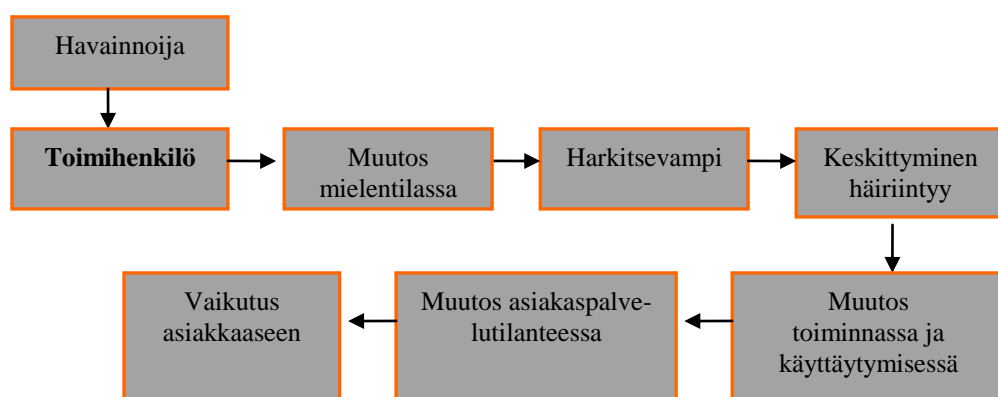 Havainnoija
Toimihenkilö
Muutos
mielentilassa
Harkitsevampi
Keskittyminen
häiriintyy
Muutos
toiminnassa ja
käyttäytymisessä
Muutos asiakaspalve-
lutilanteessa
Vaikutus
asiakkaaseen